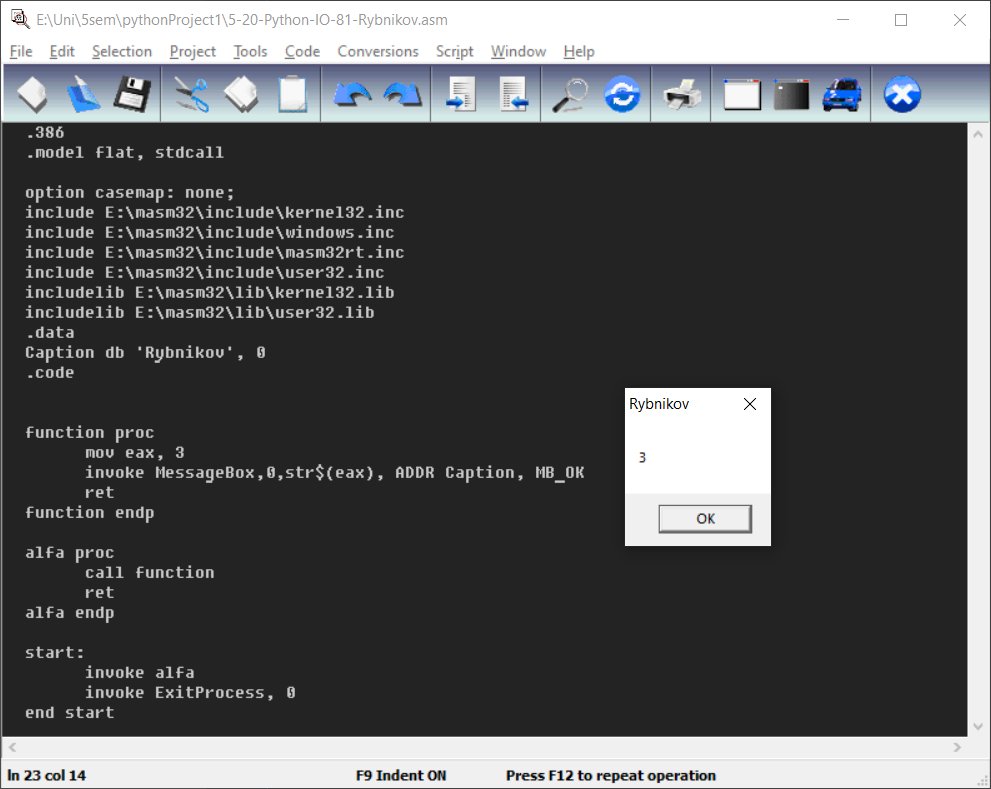 E:\Uni\5sem\pythonProject1\5-20-Python-IO-81-Rybnikov.asm
File Edit Selection Project Tools Code Conversions Script Window Help
.386
.model flat, stdcall
option casemap: none;
include E:\masm32\include\kernel32.inc
include E:\masm32\include\windows.inc
include E:\masm32\include\masm32rt.inc
include E:\masm32\include\user32.inc
includelib E:\masm32\lib\kernel32.lib
includelib E:\masm32\lib\user32.lib
.data
Caption db 'Rybnikov', 0
.code
function proc
mov eax, 3
invoke MessageBox,0,str$(eax), ADDR Caption, MB_OK
ret
function endp
alfa proc
call function
ret
alfa endp
start:
invoke alfa
invoke ExitProcess, 0
end start
Rybnikov
3
OK
ln 23 col 14 F9 Indent ON Press F12 to repeat operation